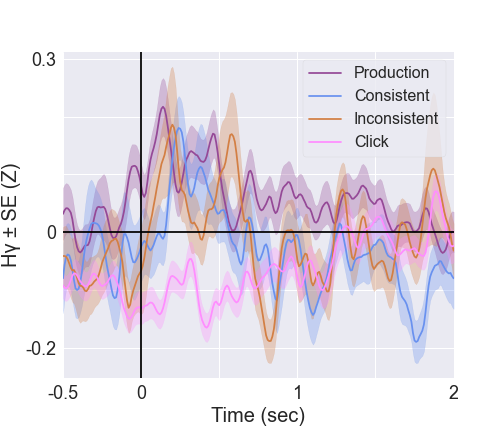 0.3
Production
Consistent
Inconsistent
Click
Hγ ± SE (Z)
0
-0.2
-0.5 0 1 2
Time (sec)